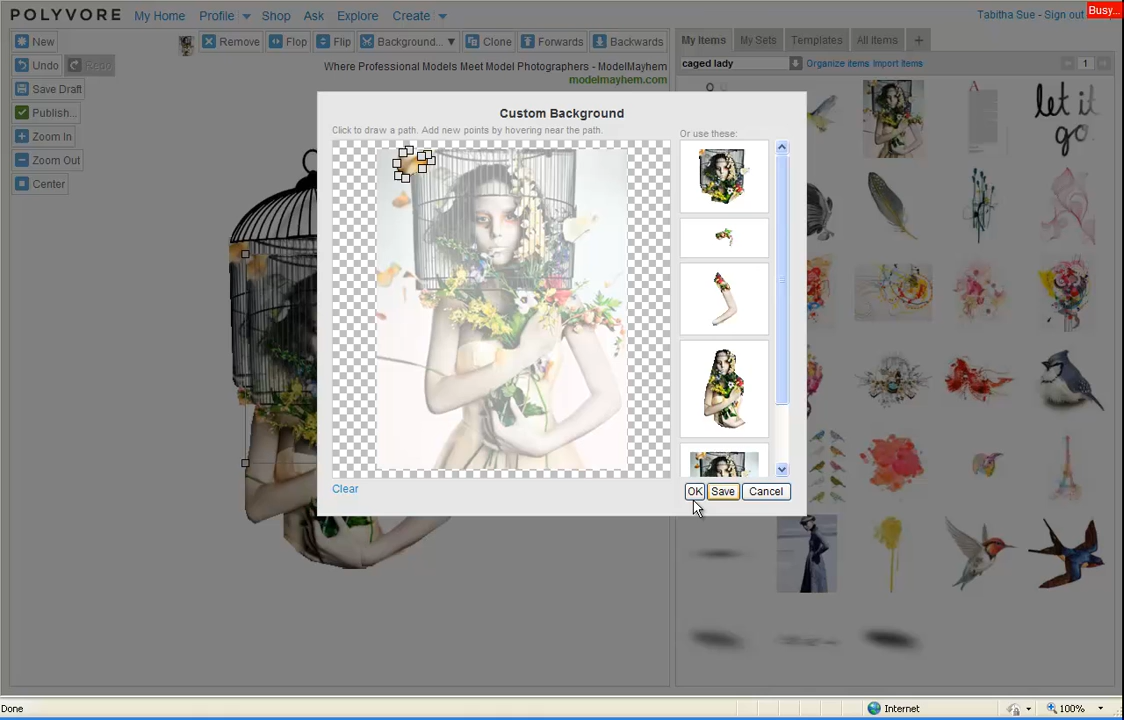 POLYVORE My Home Profile Shop Ask Explore Create Tabitha Sue - Sign out Busy...
New Remove Flop Flip Background... Clone Forwards Backwards My Items My Sets Templates All Items +
Undo Redo Where Professional Models Meet Model Photographers - ModelMayhem caged lady Organize items Import items 1
modelmayhem.com
Save Draft
Publish...
Zoom In
Zoom Out
Center
Custom Background
Click to draw a path. Add new points by hovering near the path. Or use these:
let it
go
Clear OK Save Cancel
Done Internet 100%